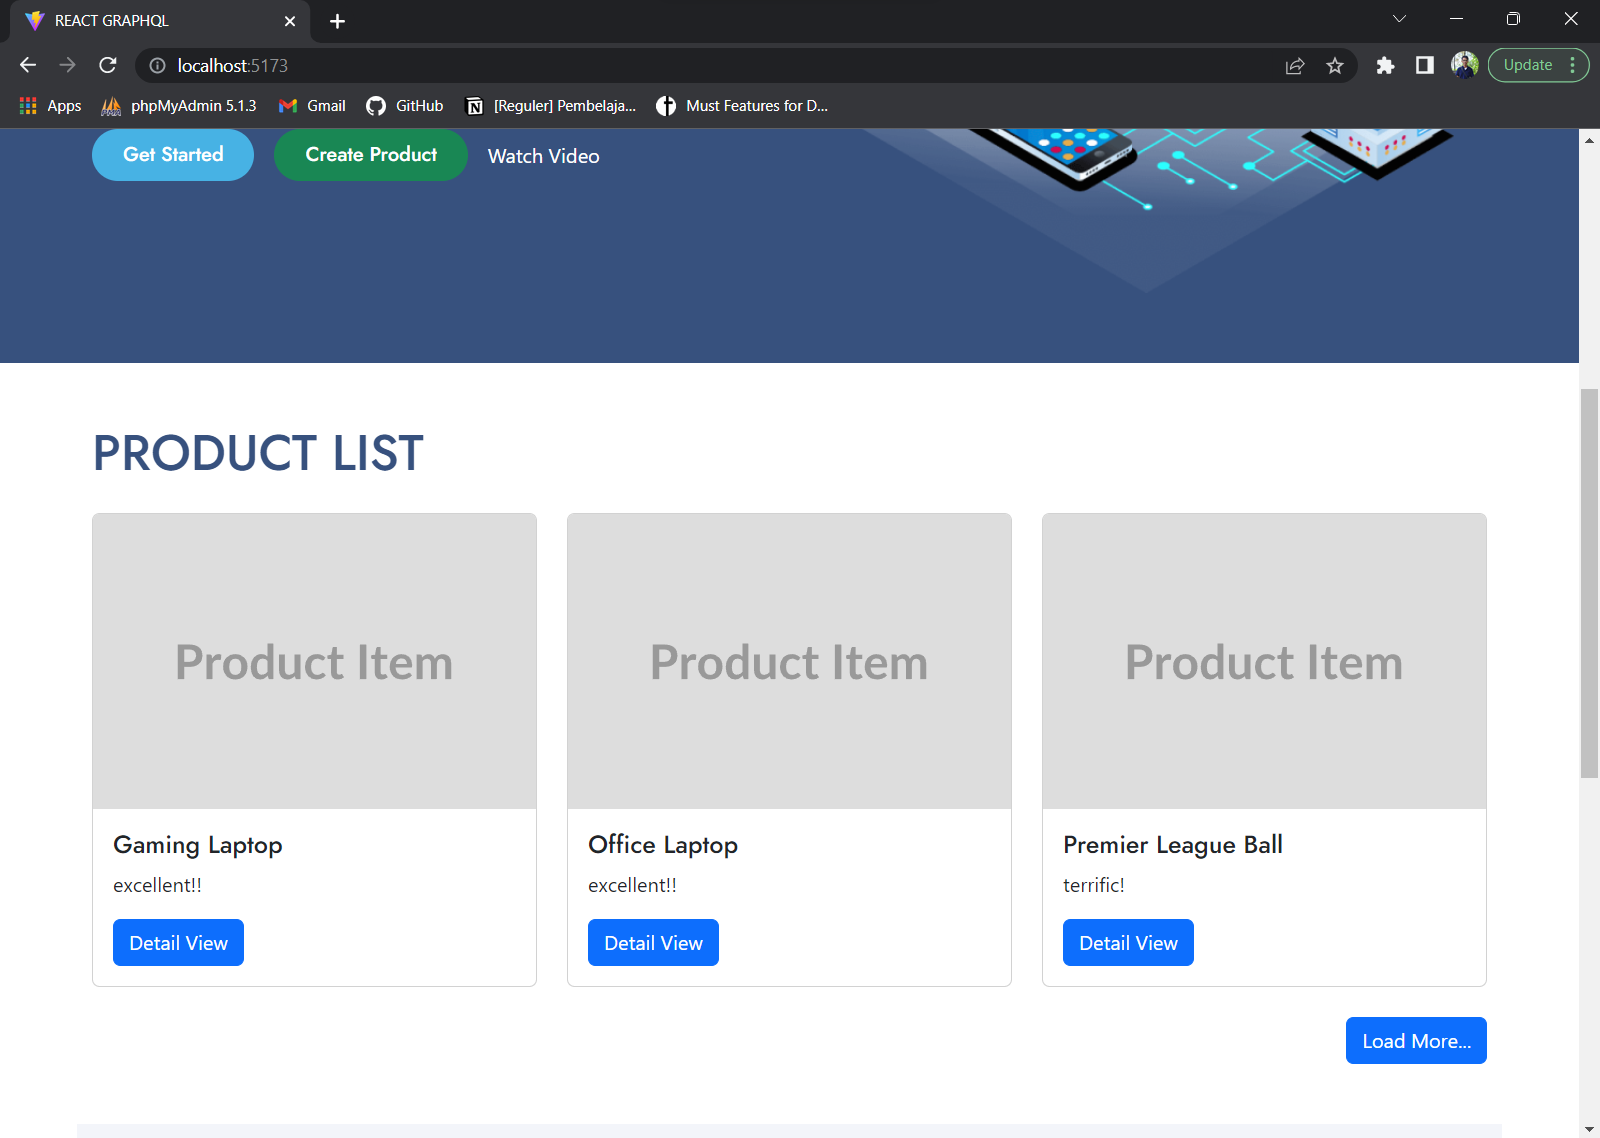 REACT GRAPHQL
localhost:5173
Update
Apps
phpMyAdmin 5.1.3
Gmail
GitHub
[Reguler] Pembelaja...
Must Features for D...
Get Started
Create Product
Watch Video
PRODUCT LIST
Product Item
Product Item
Product Item
Gaming Laptop
excellent!!
Detail View
Office Laptop
excellent!!
Detail View
Premier League Ball
terrific!
Detail View
Load More...